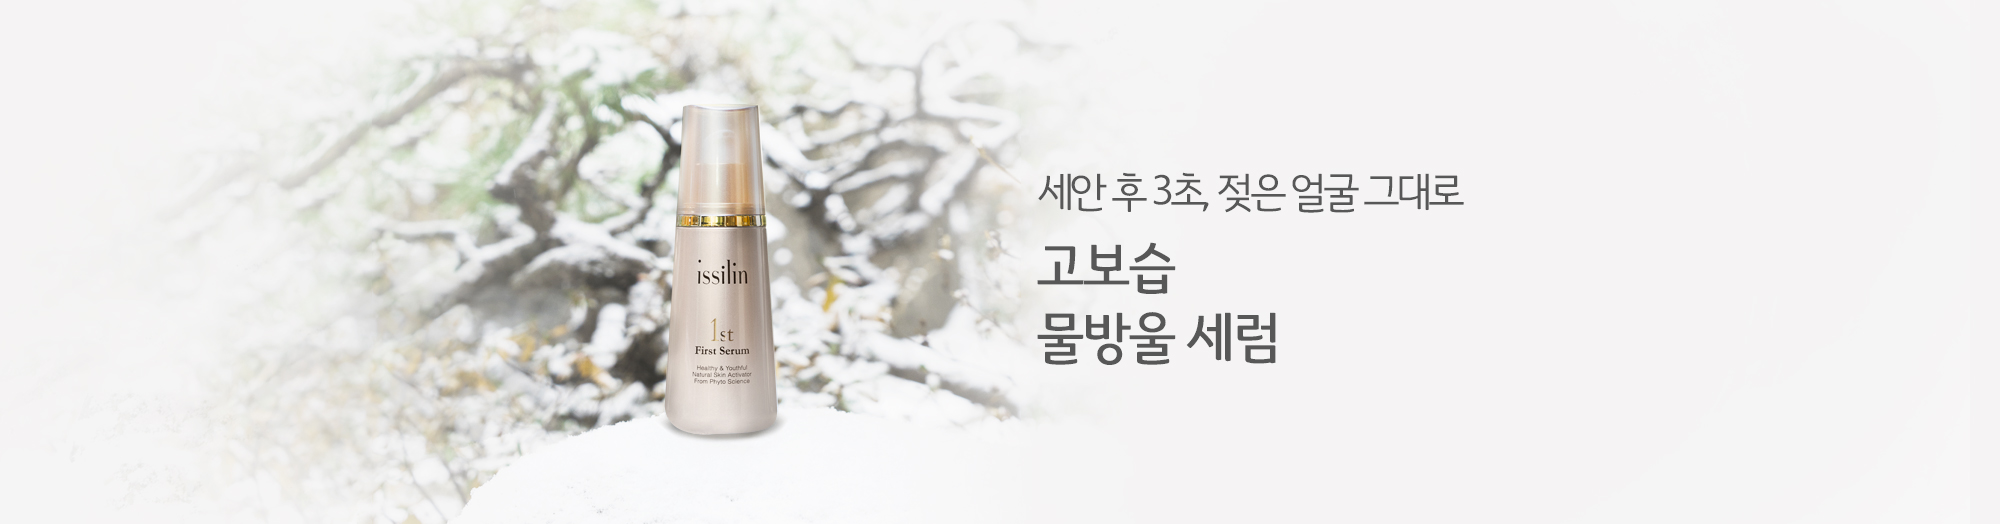 세안 후 3초, 젖은 얼굴 그대로
고보습
물방울 세럼
issilin
1st
First Serum
Healthy & Youthful
Natural Skin Activator
From Phyto Science